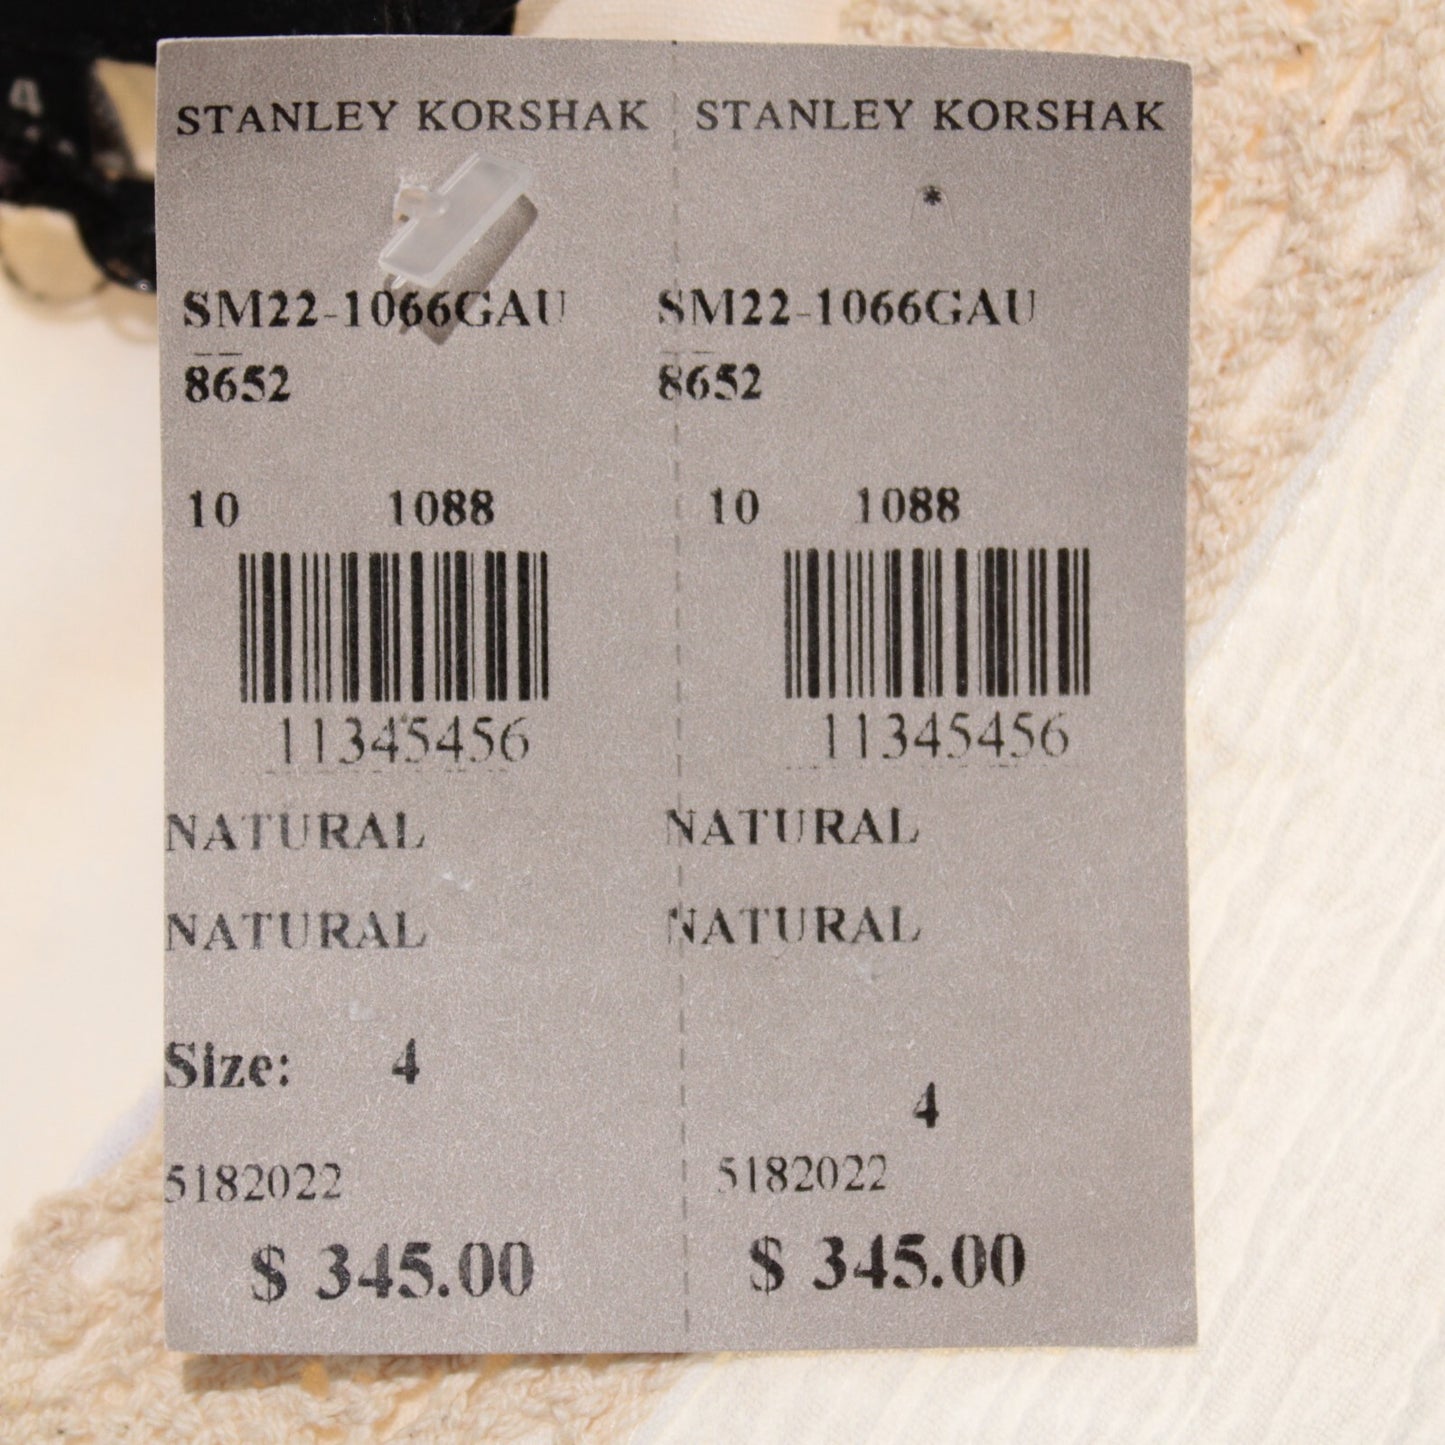 4
STANLEY KORSHAK
SM22-1066GAU
8652
10 1088
11345456
NATURAL
NATURAL
Size: 4
5182022
$ 345.00
STANLEY KORSHAK
*
SM22-1066GAU
8652
10 1088
11345456
NATURAL
NATURAL
4
5182022
$ 345.00